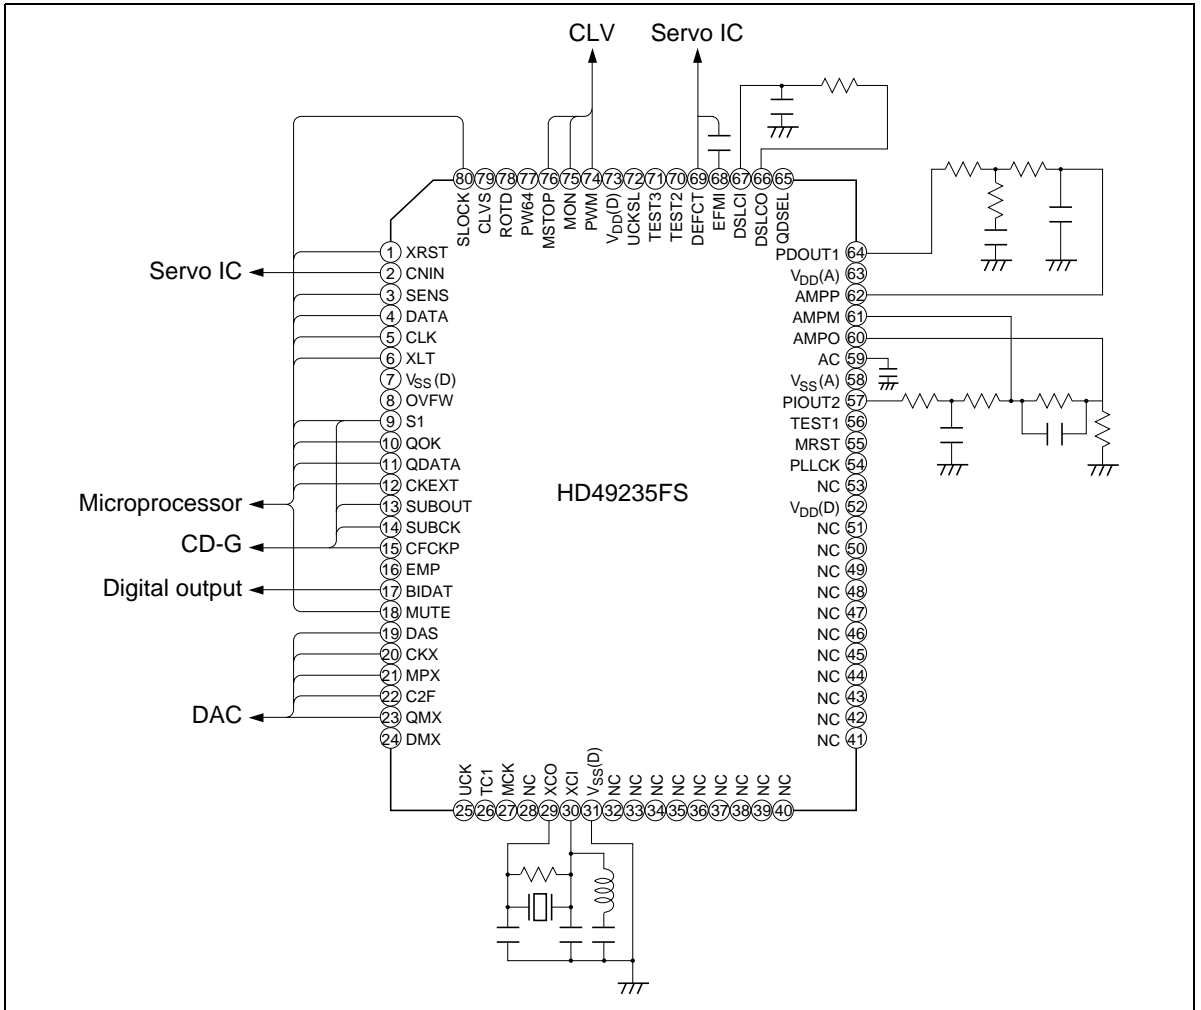 CLV
Servo IC
80 79 78 77 76 75 74 73 72 71 70 69 68 67 66 65
SLOCK
CLVS
ROTD
PW64
MSTOP
MON
PWM
VDD(D)
UCKSL
TEST3
TEST2
DEFCT
EFMI
DSLCI
DSLCO
QDSEL
Servo IC
Microprocessor
CD-G
Digital output
DAC
1 XRST
2 CNIN
3 SENS
4 DATA
5 CLK
6 XLT
7 VSS(D)
8 OVFW
9 S1
10 QOK
11 QDATA
12 CKEXT
13 SUBOUT
14 SUBCK
15 CFCKP
16 EMP
17 BIDAT
18 MUTE
19 DAS
20 CKX
21 MPX
22 C2F
23 QMX
24 DMX
HD49235FS
PDOUT1 64
VDD(A) 63
AMPP 62
AMPM 61
AMPO 60
AC 59
VSS(A) 58
PIOUT2 57
TEST1 56
MRST 55
PLLCK 54
NC 53
VDD(D) 52
NC 51
NC 50
NC 49
NC 48
NC 47
NC 46
NC 45
NC 44
NC 43
NC 42
NC 41
UCK
TC1
MCK
NC
XCO
XCI
VSS(D)
NC
NC
NC
NC
NC
NC
NC
NC
NC
25 26 27 28 29 30 31 32 33 34 35 36 37 38 39 40